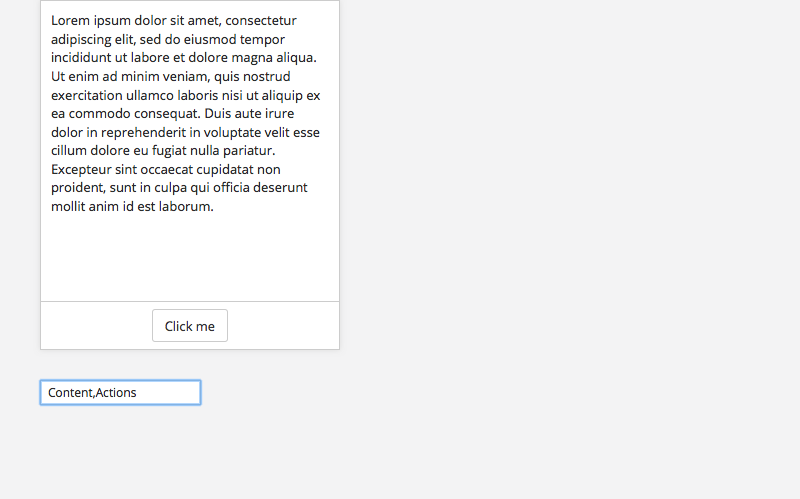 Lorem ipsum dolor sit amet, consectetur
adipiscing elit, sed do eiusmod tempor
incididunt ut labore et dolore magna aliqua.
Ut enim ad minim veniam, quis nostrud
exercitation ullamco laboris nisi ut aliquip ex
ea commodo consequat. Duis aute irure
dolor in reprehenderit in voluptate velit esse
cillum dolore eu fugiat nulla pariatur.
Excepteur sint occaecat cupidatat non
proident, sunt in culpa qui officia deserunt
mollit anim id est laborum.
Click me
Content,Actions